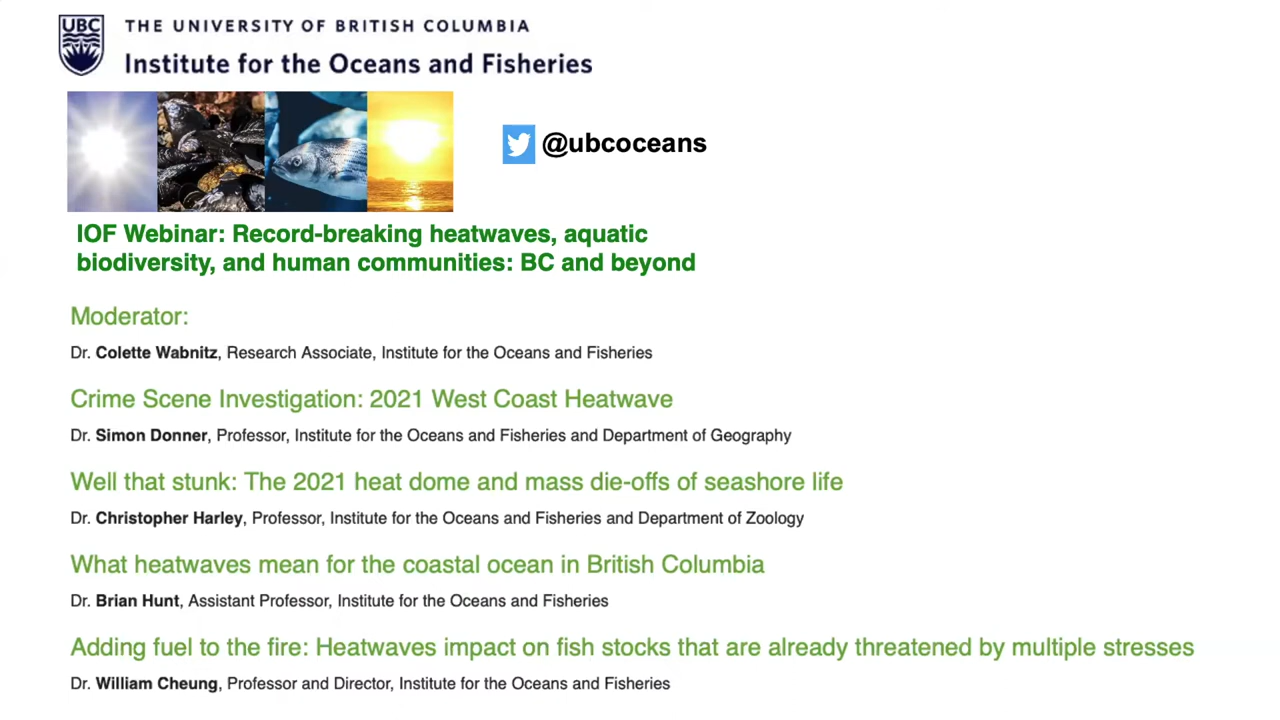 UBC
THE UNIVERSITY OF BRITISH COLUMBIA
Institute for the Oceans and Fisheries
@ubcoceans
IOF Webinar: Record-breaking heatwaves, aquatic
biodiversity, and human communities: BC and beyond
Moderator:
Dr. Colette Wabnitz, Research Associate, Institute for the Oceans and Fisheries
Crime Scene Investigation: 2021 West Coast Heatwave
Dr. Simon Donner, Professor, Institute for the Oceans and Fisheries and Department of Geography
Well that stunk: The 2021 heat dome and mass die-offs of seashore life
Dr. Christopher Harley, Professor, Institute for the Oceans and Fisheries and Department of Zoology
What heatwaves mean for the coastal ocean in British Columbia
Dr. Brian Hunt, Assistant Professor, Institute for the Oceans and Fisheries
Adding fuel to the fire: Heatwaves impact on fish stocks that are already threatened by multiple stresses
Dr. William Cheung, Professor and Director, Institute for the Oceans and Fisheries